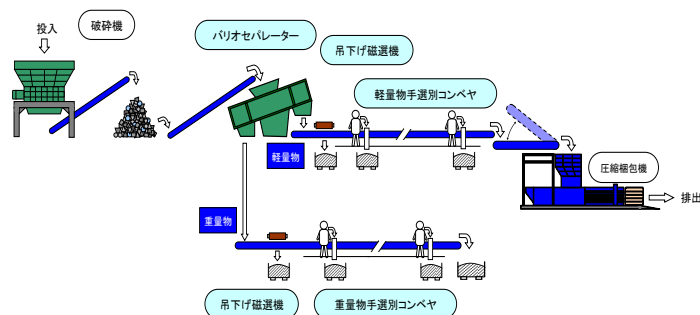 投入
破砕機
バリオセパレーター
吊下げ磁選機
軽量物手選別コンベヤ
軽量物
圧縮梱包機
排出
重量物
吊下げ磁選機
重量物手選別コンベヤ